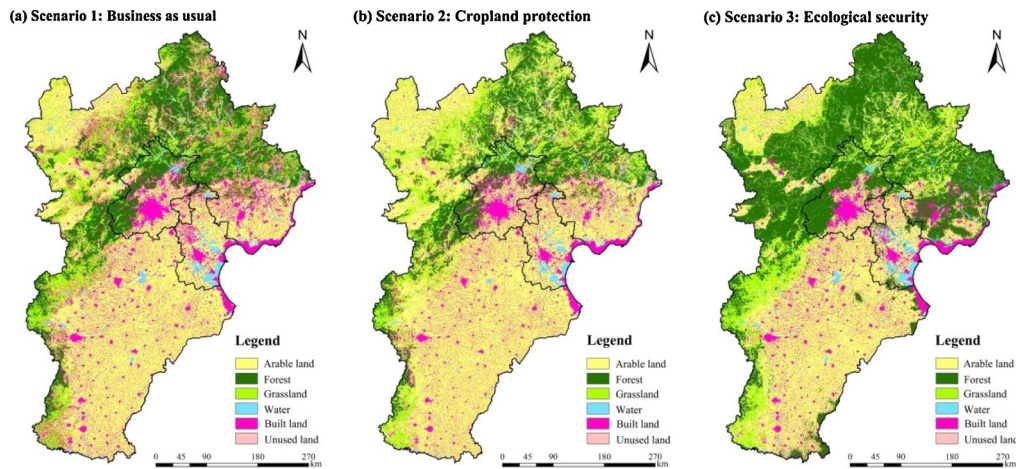 (a) Scenario 1: Business as usual
(b) Scenario 2: Cropland protection
(c) Scenario 3: Ecological security
N
N
N
Legend
Arable land
Forest
Grassland
Water
Built land
Unused land
0 45 90 180 270
km
Legend
Arable land
Forest
Grassland
Water
Built land
Unused land
0 45 90 180 270
km
Legend
Arable land
Forest
Grassland
Water
Built land
Unused land
0 45 90 180 270
km